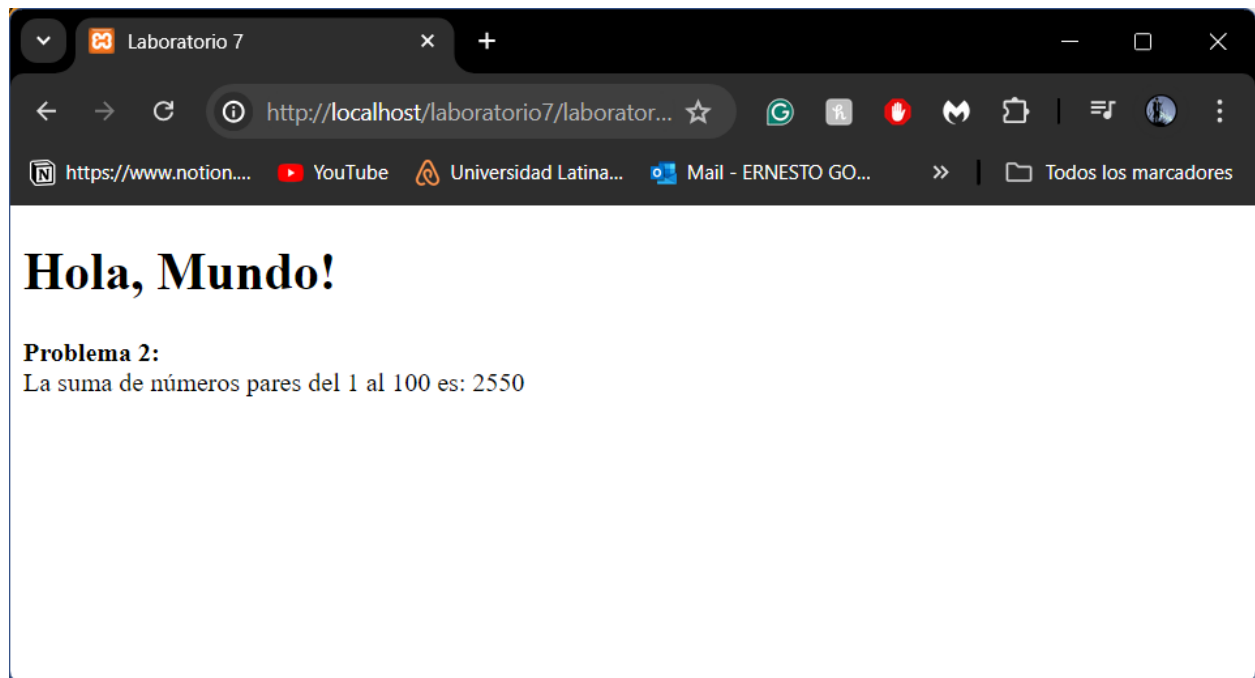 Laboratorio 7
http://localhost/laboratorio7/laborator...
https://www.notion.... YouTube Universidad Latina... Mail - ERNESTO GO... » Todos los marcadores
Hola, Mundo!
Problema 2:
La suma de números pares del 1 al 100 es: 2550